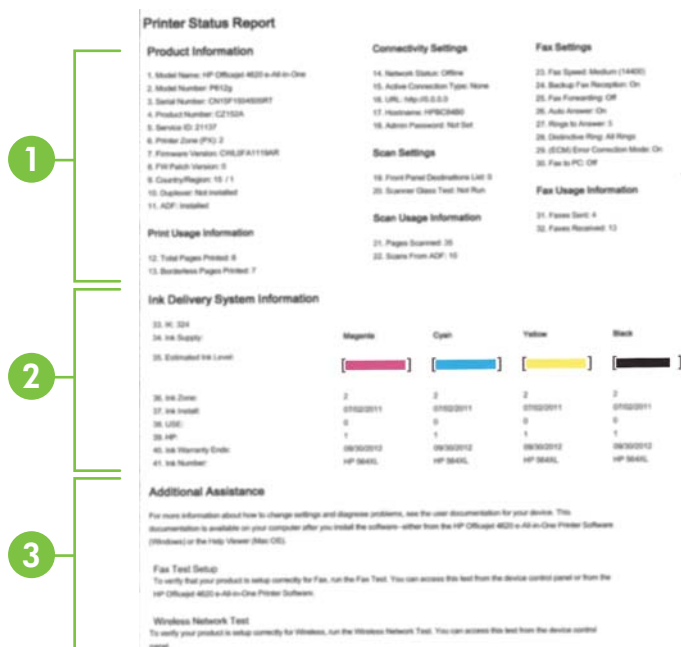 Printer Status Report
1
Product Information
1. Model Name: HP Officejet 4620 e-All-in-One
2. Model Number: P612g
3. Serial Number:
4. Product Number: CZ152A
5. Service ID: 21137
6. Printer Zone (PX): 2
7. Firmware Version:
8. FW Patch Version: 0
9. Country/Region: 15 / 1
10. Duplexer: Not installed
11. ADF: Installed
Print Usage Information
12. Total Pages Printed: 8
13. Borderless Pages Printed: 7
Connectivity Settings
14. Network Status: Offline
15. Active Connection Type: None
16. URL: http://0.0.0.0
17. Hostname:
18. Admin Password: Not Set
Scan Settings
19. Front Panel Destinations List: 0
20. Scanner Glass Test: Not Run
Scan Usage Information
21. Pages Scanned: 35
22. Scans From ADF: 10
Fax Settings
23. Fax Speed: Medium (14400)
24. Backup Fax Reception: On
25. Fax Forwarding: Off
26. Auto Answer: On
27. Rings to Answer: 5
28. Distinctive Ring: All Rings
29. (ECM) Error Correction Mode: On
30. Fax to PC: Off
Fax Usage Information
31. Faxes Sent: 4
32. Faxes Received: 13
2
Ink Delivery System Information
33. IK: 324
34. Ink Supply: Magenta Cyan Yellow Black
35. Estimated Ink Level:
36. Ink Zone: 2 2 2 2
37. Ink Install: 07/02/2011 07/02/2011 07/02/2011 07/02/2011
38. USE: 0 0 0 0
39. HP: 1 1 1 1
40. Ink Warranty Ends: 09/30/2012 09/30/2012 09/30/2012 09/30/2012
41. Ink Number: HP 564XL HP 564XL HP 564XL HP 564XL
3
Additional Assistance
For more information about how to change settings and diagnose problems, see the user documentation for your device. This
documentation is available on your computer after you install the software--either from the HP Officejet 4620 e-All-in-One Printer Software
(Windows) or the Help Viewer (Mac OS).
Fax Test Setup
To verify that your product is setup correctly for Fax, run the Fax Test. You can access this test from the device control panel or from the
HP Officejet 4620 e-All-in-One Printer Software.
Wireless Network Test
To verify your product is setup correctly for Wireless, run the Wireless Network Test. You can access this test from the device control
panel